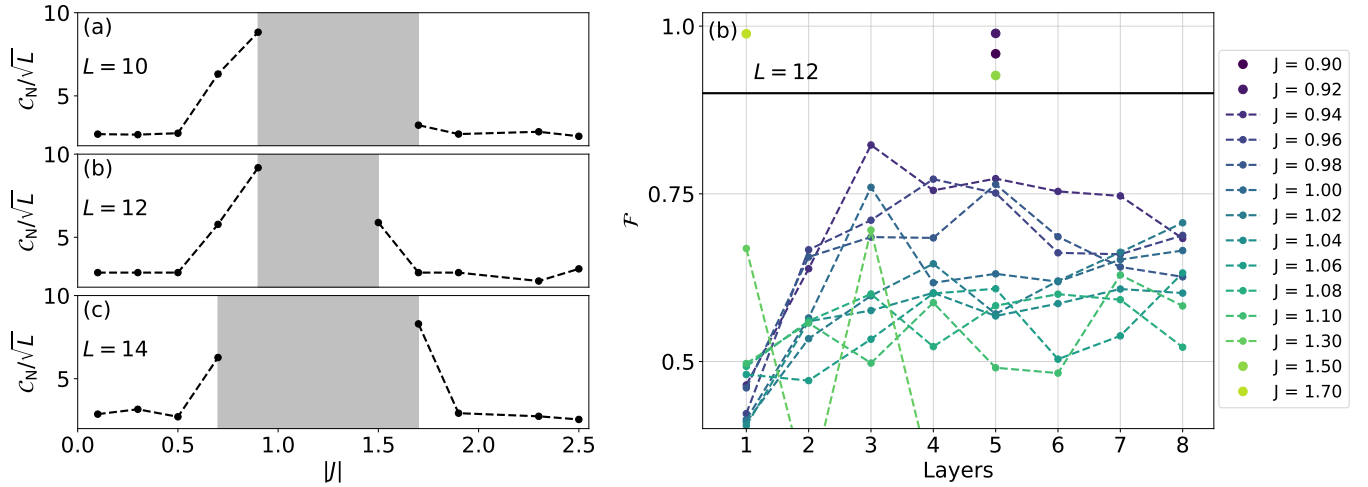 (a)
L = 10
10
5
𝒞_N/√L
(b)
L = 12
10
5
𝒞_N/√L
(c)
L = 14
10
5
𝒞_N/√L
0.0 0.5 1.0 1.5 2.0 2.5
|J|
(b)
L = 12
1.0
0.75
0.5
ℱ
1 2 3 4 5 6 7 8
Layers
J = 0.90
J = 0.92
J = 0.94
J = 0.96
J = 0.98
J = 1.00
J = 1.02
J = 1.04
J = 1.06
J = 1.08
J = 1.10
J = 1.30
J = 1.50
J = 1.70